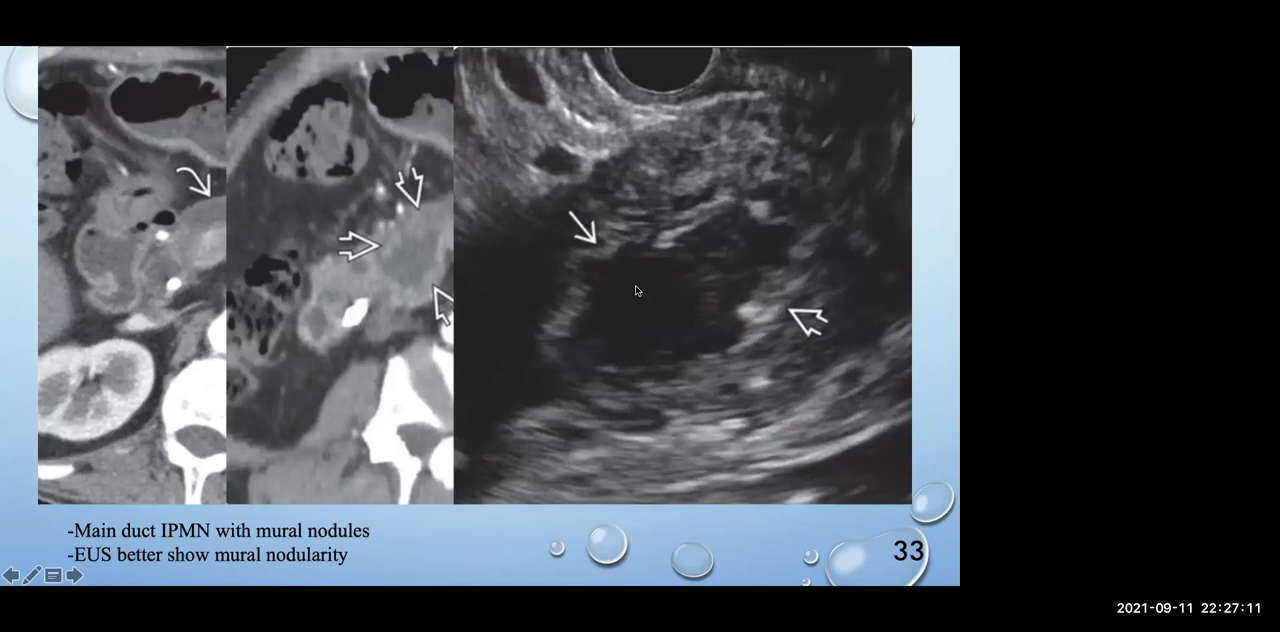 -Main duct IPMN with mural nodules
-EUS better show mural nodularity
33
2021-09-11 22:27:11